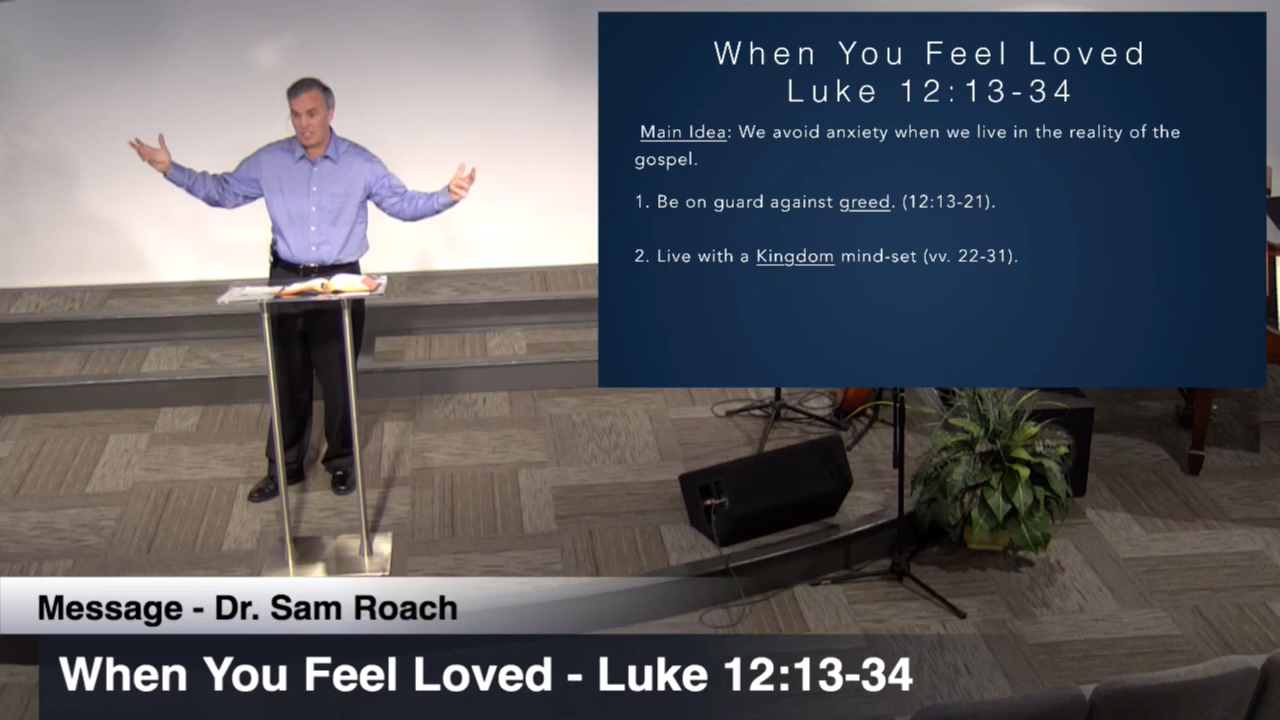 When You Feel Loved
Luke 12:13-34
Main Idea: We avoid anxiety when we live in the reality of the
gospel.
1. Be on guard against greed. (12:13-21).
2. Live with a Kingdom mind-set (vv. 22-31).
Message - Dr. Sam Roach
When You Feel Loved - Luke 12:13-34